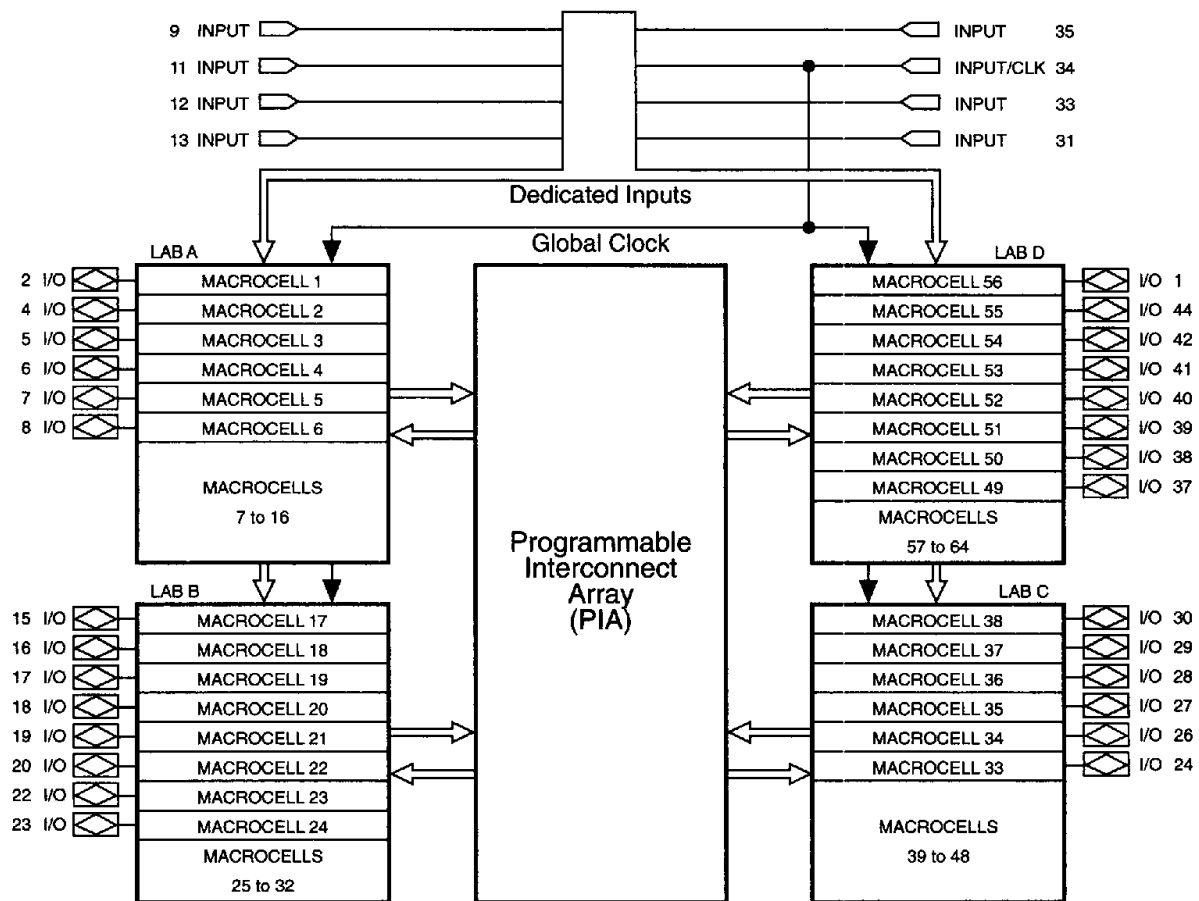 9 INPUT INPUT 35
11 INPUT INPUT/CLK 34
12 INPUT INPUT 33
13 INPUT INPUT 31
Dedicated Inputs
Global Clock
LAB A
2 I/O MACROCELL 1
4 I/O MACROCELL 2
5 I/O MACROCELL 3
6 I/O MACROCELL 4
7 I/O MACROCELL 5
8 I/O MACROCELL 6
MACROCELLS
7 to 16
LAB B
15 I/O MACROCELL 17
16 I/O MACROCELL 18
17 I/O MACROCELL 19
18 I/O MACROCELL 20
19 I/O MACROCELL 21
20 I/O MACROCELL 22
22 I/O MACROCELL 23
23 I/O MACROCELL 24
MACROCELLS
25 to 32
Programmable
Interconnect
Array
(PIA)
LAB D
MACROCELL 56 I/O 1
MACROCELL 55 I/O 44
MACROCELL 54 I/O 42
MACROCELL 53 I/O 41
MACROCELL 52 I/O 40
MACROCELL 51 I/O 39
MACROCELL 50 I/O 38
MACROCELL 49 I/O 37
MACROCELLS
57 to 64
LAB C
MACROCELL 38 I/O 30
MACROCELL 37 I/O 29
MACROCELL 36 I/O 28
MACROCELL 35 I/O 27
MACROCELL 34 I/O 26
MACROCELL 33 I/O 24
MACROCELLS
39 to 48